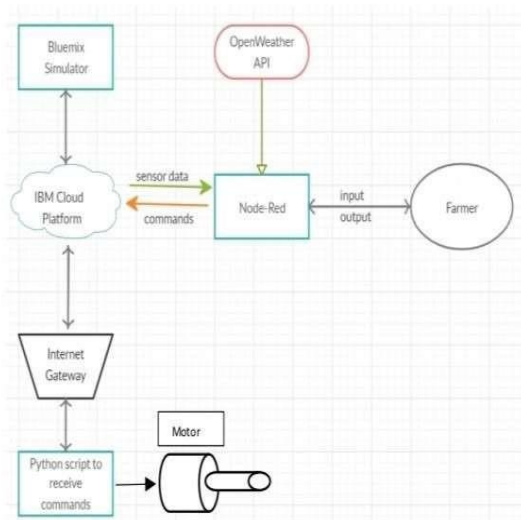 Bluemix
Simulator
OpenWeather
API
IBM Cloud
Platform
sensor data
commands
Node-Red
input
output
Farmer
Internet
Gateway
Motor
Python script to
receive
commands